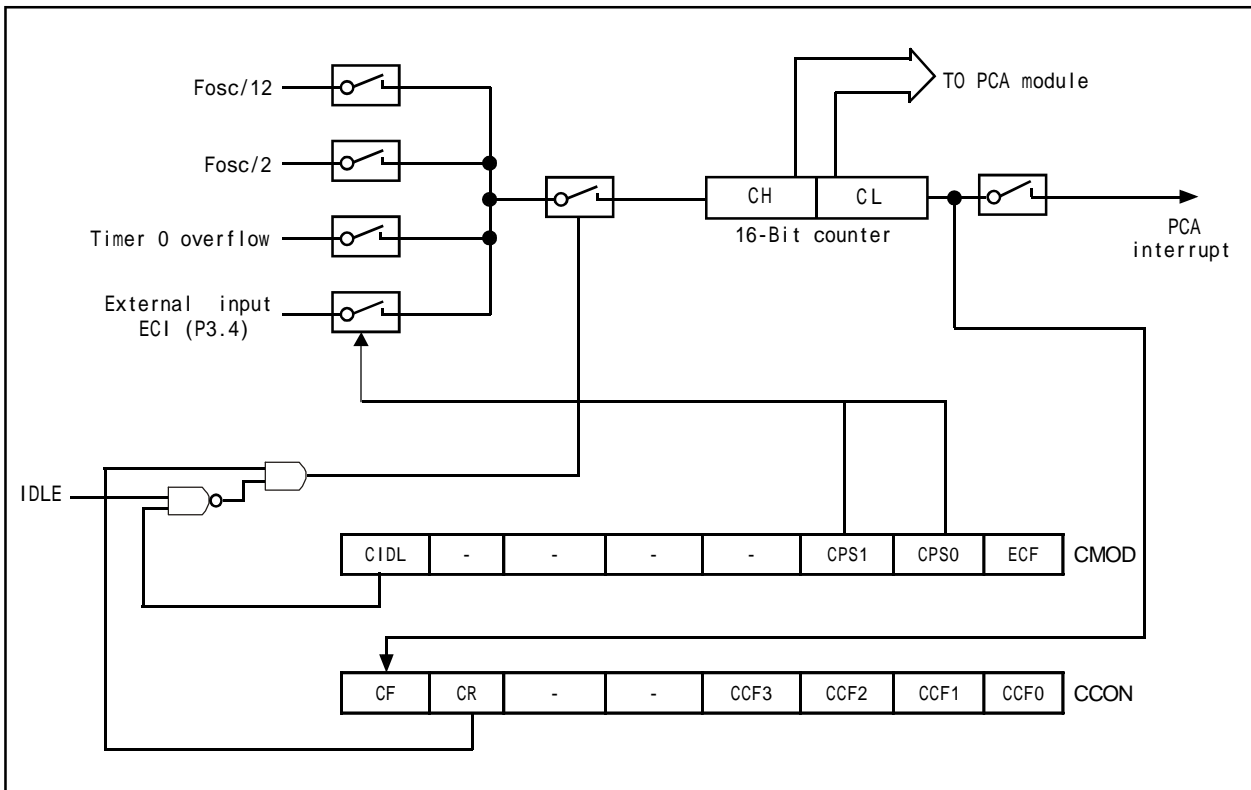 Fosc/12
TO PCA module
Fosc/2
CH CL
16-Bit counter
PCA
interrupt
Timer 0 overflow
External input
ECI (P3.4)
IDLE
CIDL - - - - CPS1 CPS0 ECF CMOD
CF CR - - CCF3 CCF2 CCF1 CCF0 CCON